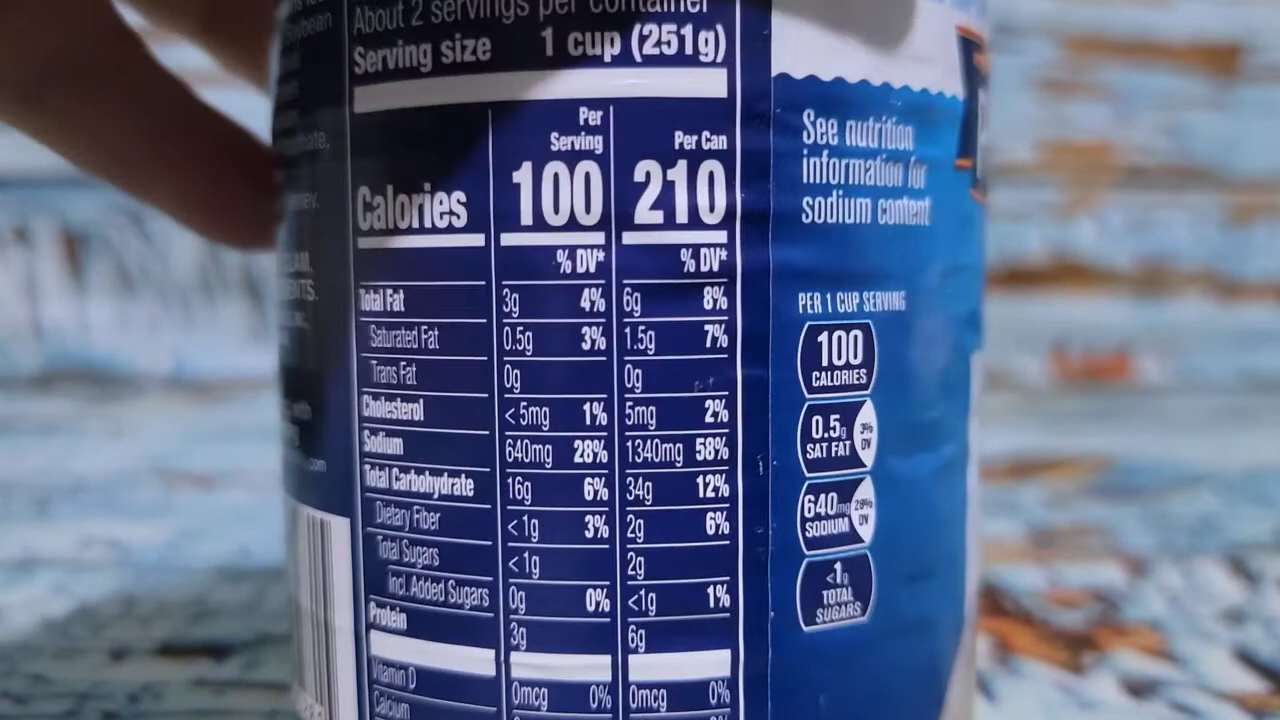 About 2 servings per container
Serving size 1 cup (251g)
Per Serving Per Can
Calories 100 210
% DV* % DV*
Total Fat 3g 4% 6g 8%
Saturated Fat 0.5g 3% 1.5g 7%
Trans Fat 0g 0g
Cholesterol <5mg 1% 5mg 2%
Sodium 640mg 28% 1340mg 58%
Total Carbohydrate 16g 6% 34g 12%
Dietary Fiber <1g 3% 2g 6%
Total Sugars <1g 2g
Incl. Added Sugars 0g 0% <1g 1%
Protein 3g 6g
Vitamin D 0mcg 0% 0mcg 0%
Calcium
See nutrition
information for
sodium content
PER 1 CUP SERVING
100
CALORIES
0.5g
SAT FAT
3%
DV
640mg
SODIUM
28%
DV
<1g
TOTAL
SUGARS